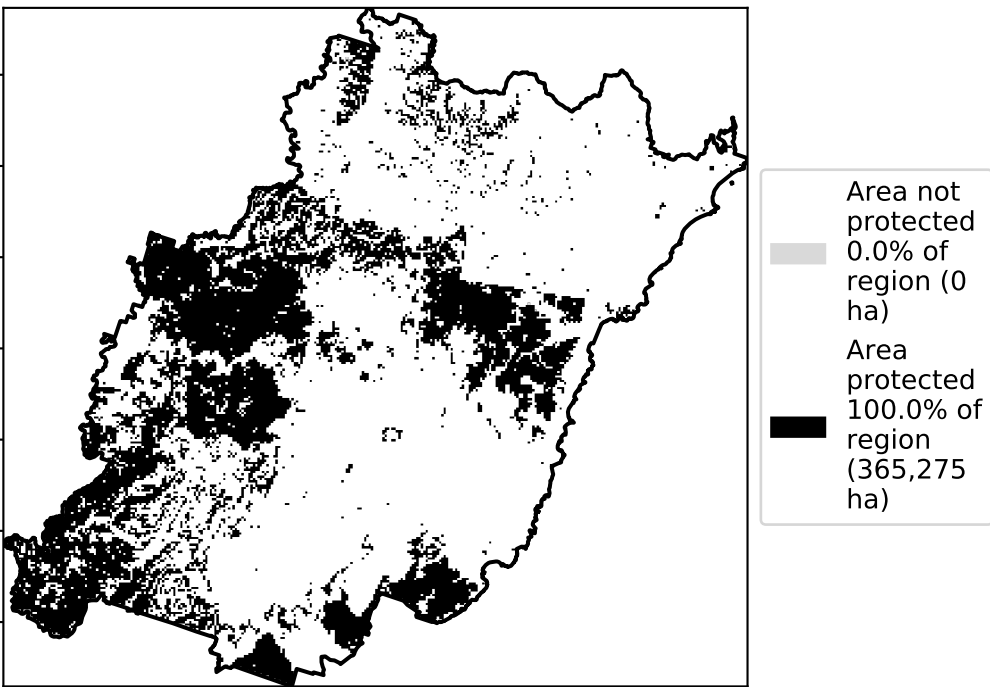 Area not
protected
0.0% of
region (0
ha)
Area
protected
100.0% of
region
(365,275
ha)